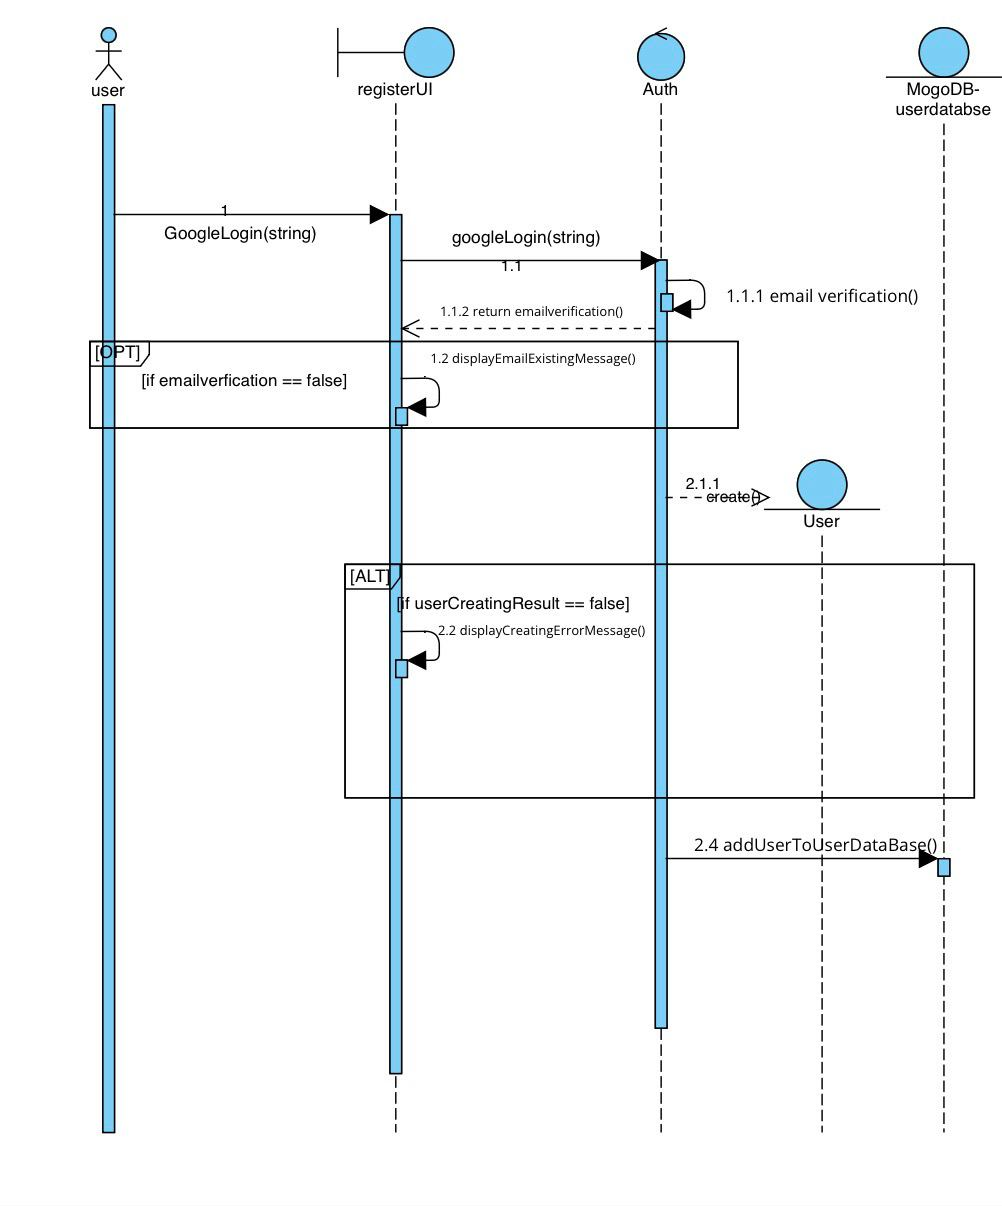 user
registerUI
Auth
MogoDB-
userdatabse
1
GoogleLogin(string)
googleLogin(string)
1.1
1.1.1 email verification()
1.1.2 return emailverification()
[OPT]
1.2 displayEmailExistingMessage()
[if emailverfication == false]
2.1.1
create()
User
[ALT]
[if userCreatingResult == false]
2.2 displayCreatingErrorMessage()
2.4 addUserToUserDataBase()